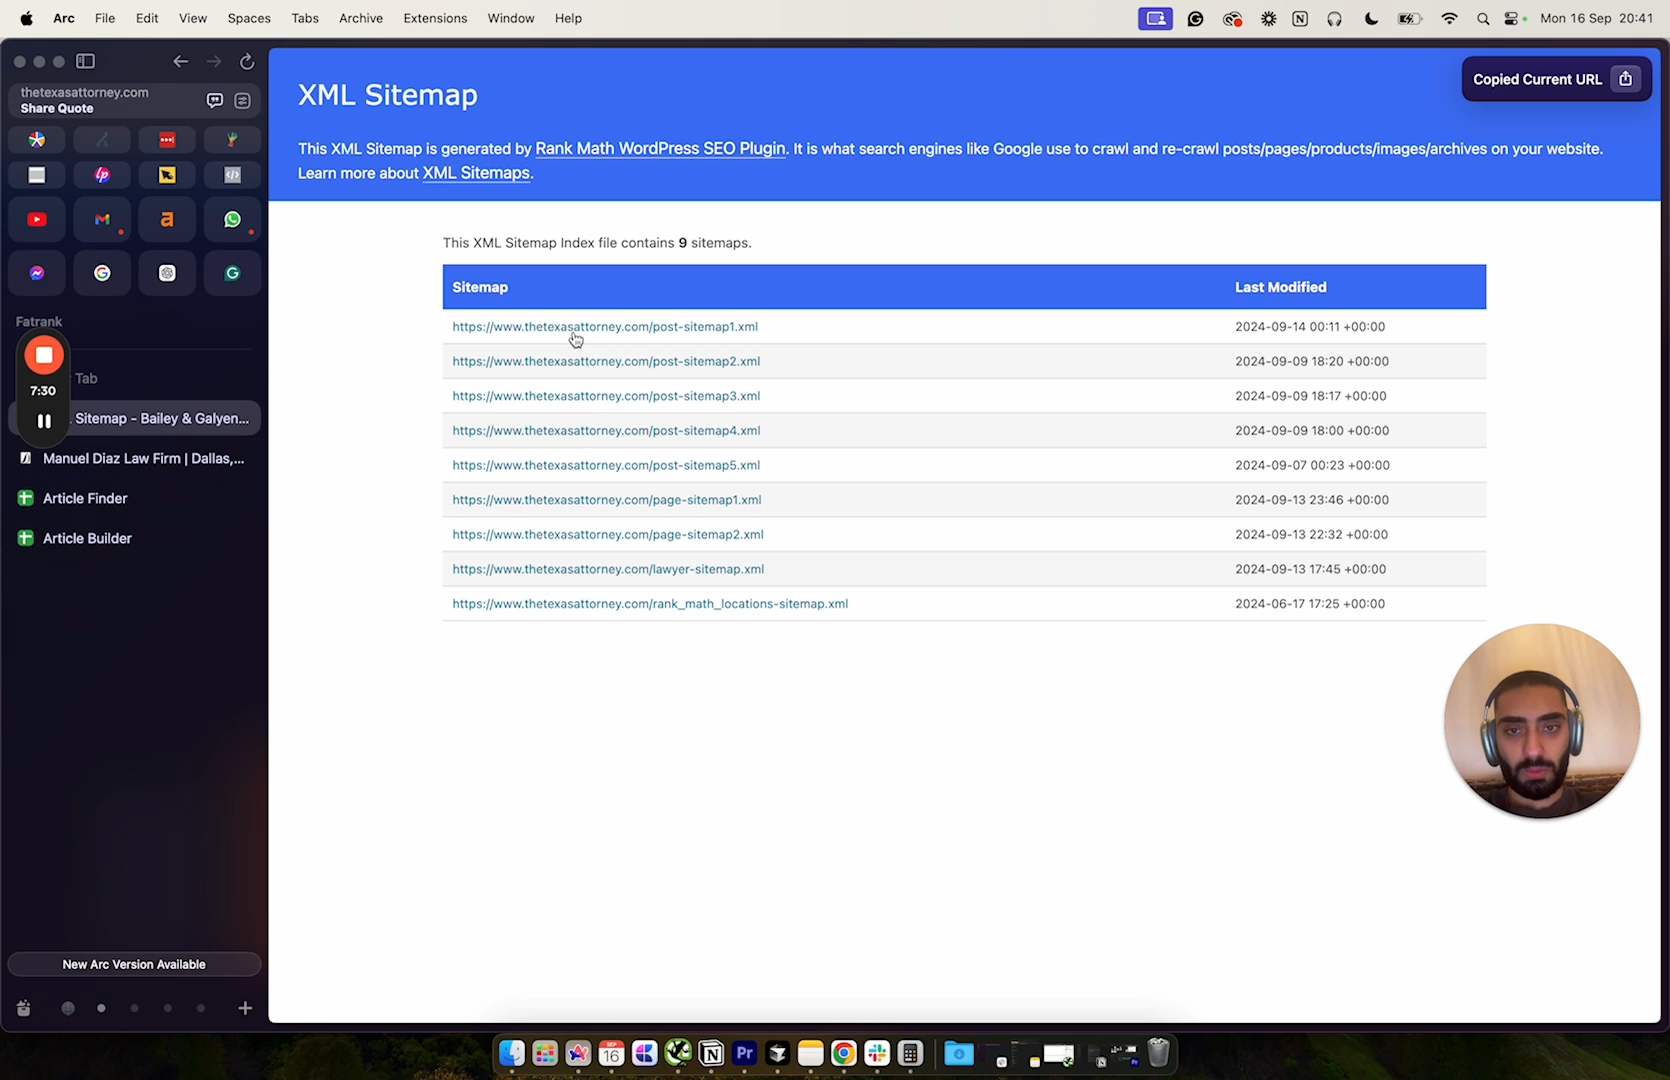 Arc File Edit View Spaces Tabs Archive Extensions Window Help
Mon 16 Sep 20:41
thetexasattorney.com
Share Quote
Fatrank
7:30
Tab
Sitemap - Bailey & Galyen...
Manuel Diaz Law Firm | Dallas,...
Article Finder
Article Builder
New Arc Version Available
XML Sitemap
Copied Current URL
This XML Sitemap is generated by Rank Math WordPress SEO Plugin. It is what search engines like Google use to crawl and re-crawl posts/pages/products/images/archives on your website.
Learn more about XML Sitemaps.
This XML Sitemap Index file contains 9 sitemaps.
Sitemap Last Modified
https://www.thetexasattorney.com/post-sitemap1.xml 2024-09-14 00:11 +00:00
https://www.thetexasattorney.com/post-sitemap2.xml 2024-09-09 18:20 +00:00
https://www.thetexasattorney.com/post-sitemap3.xml 2024-09-09 18:17 +00:00
https://www.thetexasattorney.com/post-sitemap4.xml 2024-09-09 18:00 +00:00
https://www.thetexasattorney.com/post-sitemap5.xml 2024-09-07 00:23 +00:00
https://www.thetexasattorney.com/page-sitemap1.xml 2024-09-13 23:46 +00:00
https://www.thetexasattorney.com/page-sitemap2.xml 2024-09-13 22:32 +00:00
https://www.thetexasattorney.com/lawyer-sitemap.xml 2024-09-13 17:45 +00:00
https://www.thetexasattorney.com/rank_math_locations-sitemap.xml 2024-06-17 17:25 +00:00
SEP
16
Pr